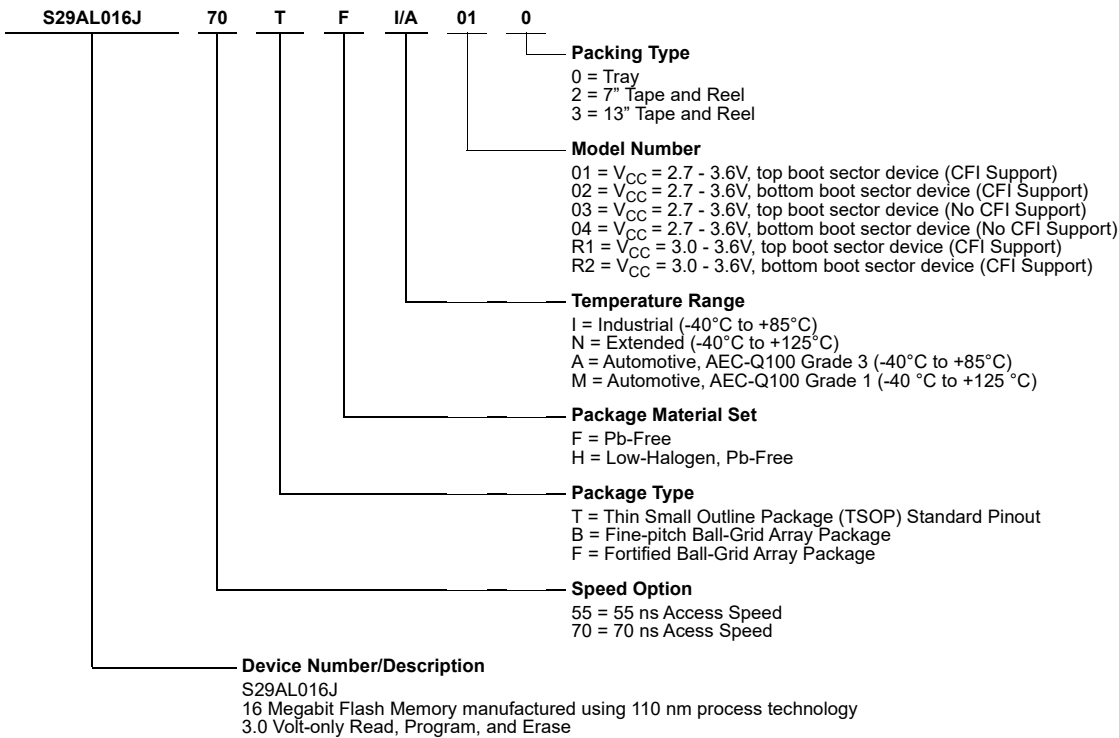 S29AL016J 70 T F I/A 01 0
Packing Type
0 = Tray
2 = 7” Tape and Reel
3 = 13” Tape and Reel
Model Number
01 = VCC = 2.7 - 3.6V, top boot sector device (CFI Support)
02 = VCC = 2.7 - 3.6V, bottom boot sector device (CFI Support)
03 = VCC = 2.7 - 3.6V, top boot sector device (No CFI Support)
04 = VCC = 2.7 - 3.6V, bottom boot sector device (No CFI Support)
R1 = VCC = 3.0 - 3.6V, top boot sector device (CFI Support)
R2 = VCC = 3.0 - 3.6V, bottom boot sector device (CFI Support)
Temperature Range
I = Industrial (-40°C to +85°C)
N = Extended (-40°C to +125°C)
A = Automotive, AEC-Q100 Grade 3 (-40°C to +85°C)
M = Automotive, AEC-Q100 Grade 1 (-40 °C to +125 °C)
Package Material Set
F = Pb-Free
H = Low-Halogen, Pb-Free
Package Type
T = Thin Small Outline Package (TSOP) Standard Pinout
B = Fine-pitch Ball-Grid Array Package
F = Fortified Ball-Grid Array Package
Speed Option
55 = 55 ns Access Speed
70 = 70 ns Acess Speed
Device Number/Description
S29AL016J
16 Megabit Flash Memory manufactured using 110 nm process technology
3.0 Volt-only Read, Program, and Erase